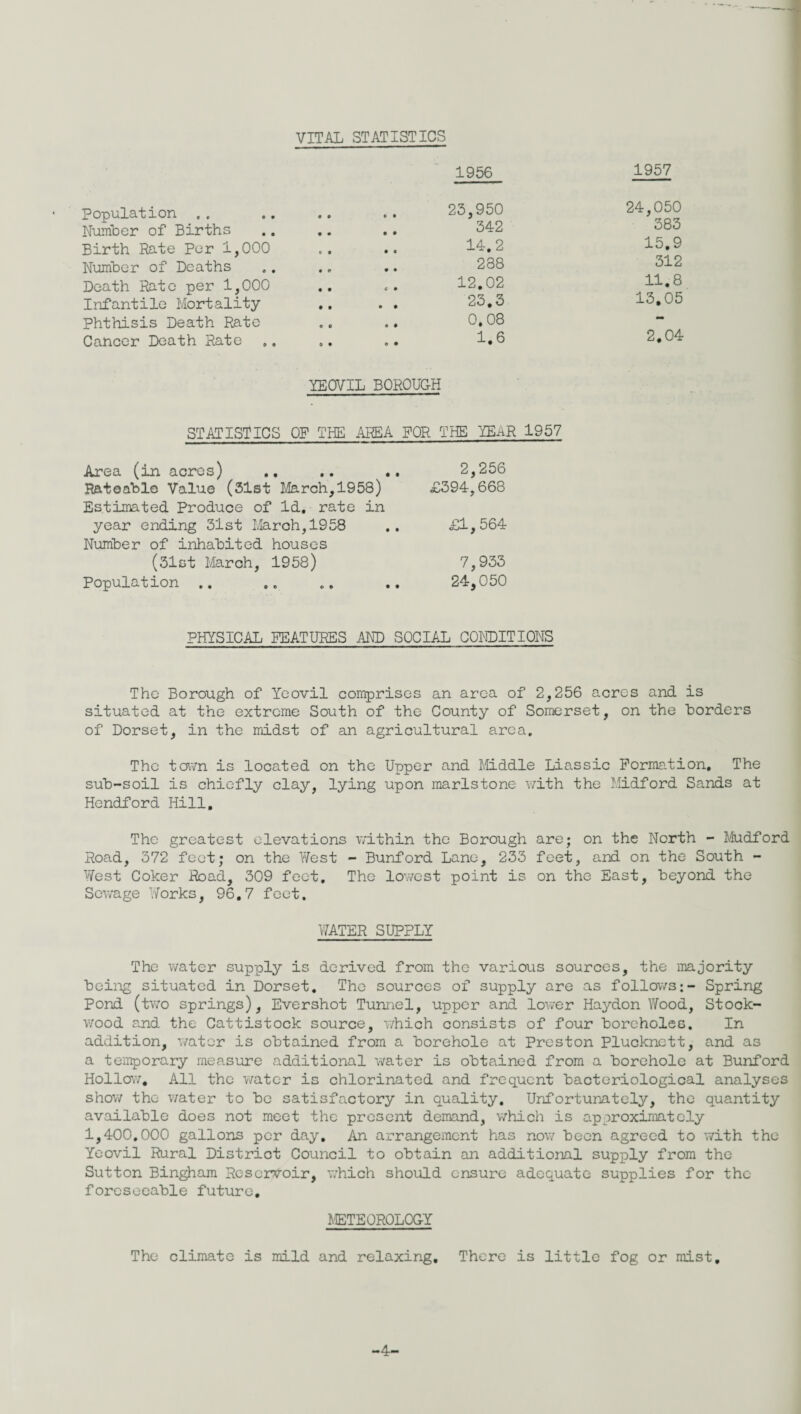 VITAL STATISTICS
1956 1957
Population .. .. .. .. 23,950 24,050
Number of Births .. .. .. 342 383
Birth Rate Per 1,000 .. .. 14.2 15.9
Number of Deaths .. .. .. 288 312
Death Rate per 1,000 .. .. 12.02 11.8
Infantile Mortality .. .. 23.3 13.05
Phthisis Death Rate .. .. 0.08 -
Cancer Death Rate .. .. .. 1.6 2.04
YEOVIL BOROUGH
STATISTICS OF THE AREA FOR THE YEAR 1957
Area (in acres) .. .. .. 2,256
Rateable Value (31st March,1958) £394,668
Estimated Produce of 1d. rate in
year ending 31st March,1958 .. £1,564
Number of inhabited houses
(31st March, 1958) 7,933
Population .. .. .. .. 24,050
PHYSICAL FEATURES AND SOCIAL CONDITIONS
The Borough of Yeovil comprises an area of 2,256 acres and is
situated at the extreme South of the County of Somerset, on the borders
of Dorset, in the midst of an agricultural area.
The town is located on the Upper and Middle Liassic Formation. The
sub-soil is chiefly clay, lying upon marlstone with the Midford Sands at
Hendford Hill.
The greatest elevations within the Borough are; on the North - Mudford
Road, 372 feet; on the West - Bunford Lane, 233 feet, and on the South -
West Coker Road, 309 feet. The lowest point is on the East, beyond the
Sewage Works, 96.7 feet.
WATER SUPPLY
The water supply is derived from the various sources, the majority
being situated in Dorset. The sources of supply are as follows:- Spring
Pond (two springs), Evershot Tunnel, upper and lower Haydon Wood, Stock-
wood and the Cattistock source, which consists of four boreholes. In
addition, water is obtained from a borehole at Preston Plucknett, and as
a temporary measure additional water is obtained from a borehole at Bunford
Hollow. All the water is chlorinated and frequent bacteriological analyses
show the water to be satisfactory in quality. Unfortunately, the quantity
available does not meet the present demand, which is approximately
1,400.000 gallons per day. An arrangement has now been agreed to with the
Yeovil Rural District Council to obtain an additional supply from the
Sutton Bingham Reservoir, which should ensure adequate supplies for the
foreseeable future.
METEOROLOGY
The climate is mild and relaxing. There is little fog or mist.
-4-